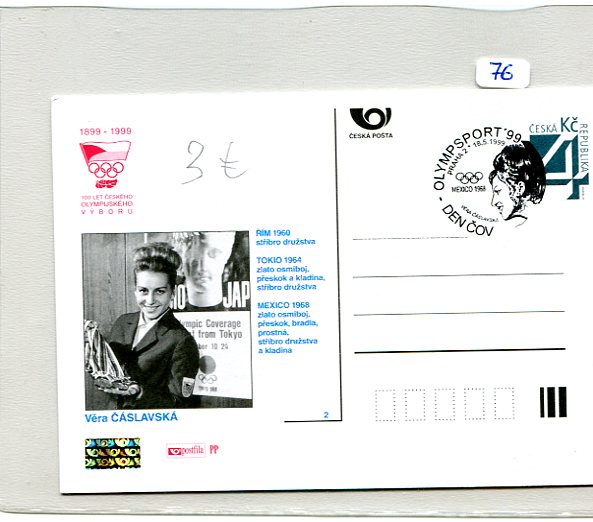 76
1899 - 1999
100 LET ČESKÉHO
OLYMPIJSKÉHO
VÝBORU
3 €
ČESKÁ POŠTA
OLYMPSPORT '99
PRAHA 2 - 18.5.1999
MEXICO 1968
VĚRA ČÁSLAVSKÁ
DEN ČOV
ČESKÁ Kč
REPUBLIKA
4
ŘÍM 1960
stříbro družstva
TOKIO 1964
zlato osmiboj,
přeskok a kladina,
stříbro družstva
MEXICO 1968
zlato osmiboj,
přeskok, bradla,
prostná,
stříbro družstva
a kladina
JAP
Olympic Coverage
from Tokyo
10 24
Věra ČÁSLAVSKÁ
2
postfila PP